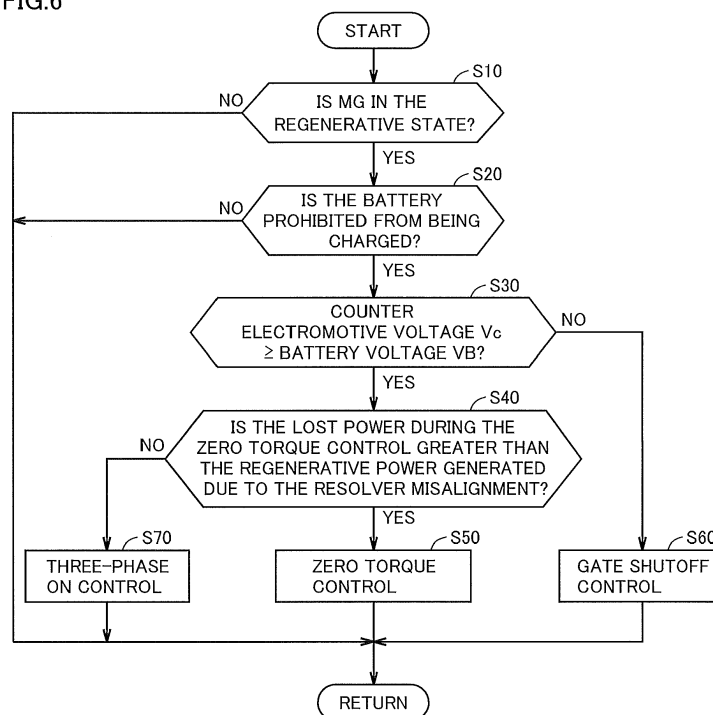 FIG.6
START
S10
NO
IS MG IN THE
REGENERATIVE STATE?
YES
S20
NO
IS THE BATTERY
PROHIBITED FROM BEING
CHARGED?
YES
S30
COUNTER
ELECTROMOTIVE VOLTAGE Vc
≥ BATTERY VOLTAGE VB?
NO
YES
S40
NO
IS THE LOST POWER DURING THE
ZERO TORQUE CONTROL GREATER THAN
THE REGENERATIVE POWER GENERATED
DUE TO THE RESOLVER MISALIGNMENT?
YES
S70
THREE-PHASE
ON CONTROL
S50
ZERO TORQUE
CONTROL
S60
GATE SHUTOFF
CONTROL
RETURN